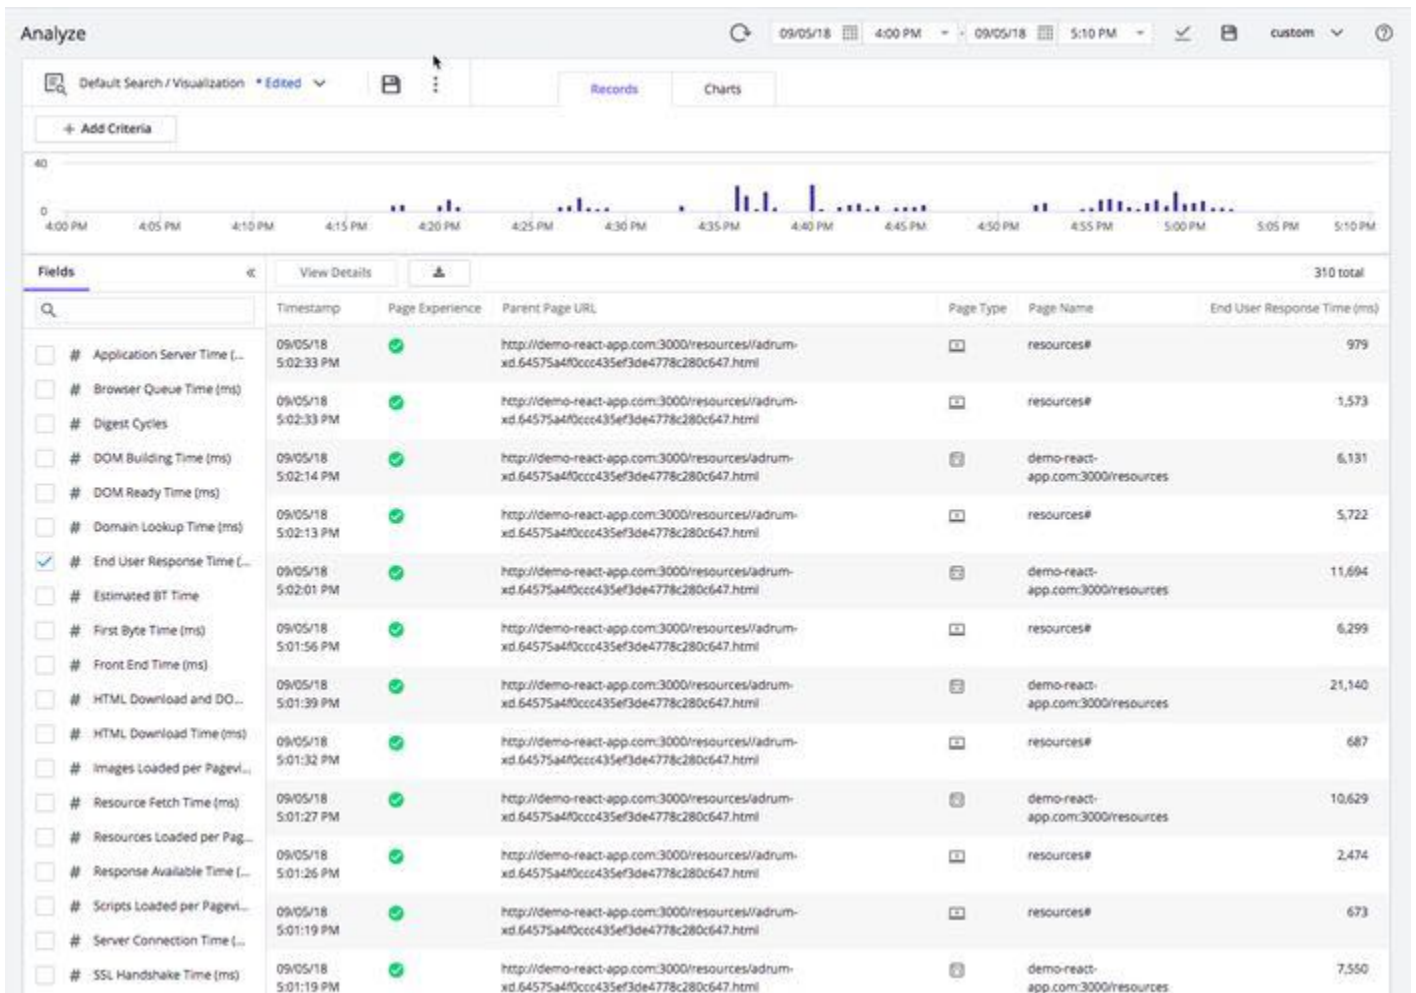 Analyze
09/05/18 4:00 PM - 09/05/18 5:10 PM custom
Default Search / Visualization * Edited
Records Charts
+ Add Criteria
40
0
4:00 PM 4:05 PM 4:10 PM 4:15 PM 4:20 PM 4:25 PM 4:30 PM 4:35 PM 4:40 PM 4:45 PM 4:50 PM 4:55 PM 5:00 PM 5:05 PM 5:10 PM
Fields «
View Details 310 total
# Application Server Time (...
# Browser Queue Time (ms)
# Digest Cycles
# DOM Building Time (ms)
# DOM Ready Time (ms)
# Domain Lookup Time (ms)
# End User Response Time (...
# Estimated BT Time
# First Byte Time (ms)
# Front End Time (ms)
# HTML Download and DO...
# HTML Download Time (ms)
# Images Loaded per Pagevi...
# Resource Fetch Time (ms)
# Resources Loaded per Pag...
# Response Available Time (...
# Scripts Loaded per Pagevi...
# Server Connection Time (...
# SSL Handshake Time (ms)
Timestamp Page Experience Parent Page URL Page Type Page Name End User Response Time (ms)
09/05/18 http://demo-react-app.com:3000/resources//adrum- resources# 979
5:02:33 PM xd.64575a4f0ccc435ef3de4778c280c647.html
09/05/18 http://demo-react-app.com:3000/resources//adrum- resources# 1,573
5:02:33 PM xd.64575a4f0ccc435ef3de4778c280c647.html
09/05/18 http://demo-react-app.com:3000/resources/adrum- demo-react- 6,131
5:02:14 PM xd.64575a4f0ccc435ef3de4778c280c647.html app.com:3000/resources
09/05/18 http://demo-react-app.com:3000/resources//adrum- resources# 5,722
5:02:13 PM xd.64575a4f0ccc435ef3de4778c280c647.html
09/05/18 http://demo-react-app.com:3000/resources/adrum- demo-react- 11,694
5:02:01 PM xd.64575a4f0ccc435ef3de4778c280c647.html app.com:3000/resources
09/05/18 http://demo-react-app.com:3000/resources//adrum- resources# 6,299
5:01:56 PM xd.64575a4f0ccc435ef3de4778c280c647.html
09/05/18 http://demo-react-app.com:3000/resources/adrum- demo-react- 21,140
5:01:39 PM xd.64575a4f0ccc435ef3de4778c280c647.html app.com:3000/resources
09/05/18 http://demo-react-app.com:3000/resources//adrum- resources# 687
5:01:32 PM xd.64575a4f0ccc435ef3de4778c280c647.html
09/05/18 http://demo-react-app.com:3000/resources/adrum- demo-react- 10,629
5:01:27 PM xd.64575a4f0ccc435ef3de4778c280c647.html app.com:3000/resources
09/05/18 http://demo-react-app.com:3000/resources//adrum- resources# 2,474
5:01:26 PM xd.64575a4f0ccc435ef3de4778c280c647.html
09/05/18 http://demo-react-app.com:3000/resources//adrum- resources# 673
5:01:19 PM xd.64575a4f0ccc435ef3de4778c280c647.html
09/05/18 http://demo-react-app.com:3000/resources/adrum- demo-react- 7,550
5:01:19 PM xd.64575a4f0ccc435ef3de4778c280c647.html app.com:3000/resources